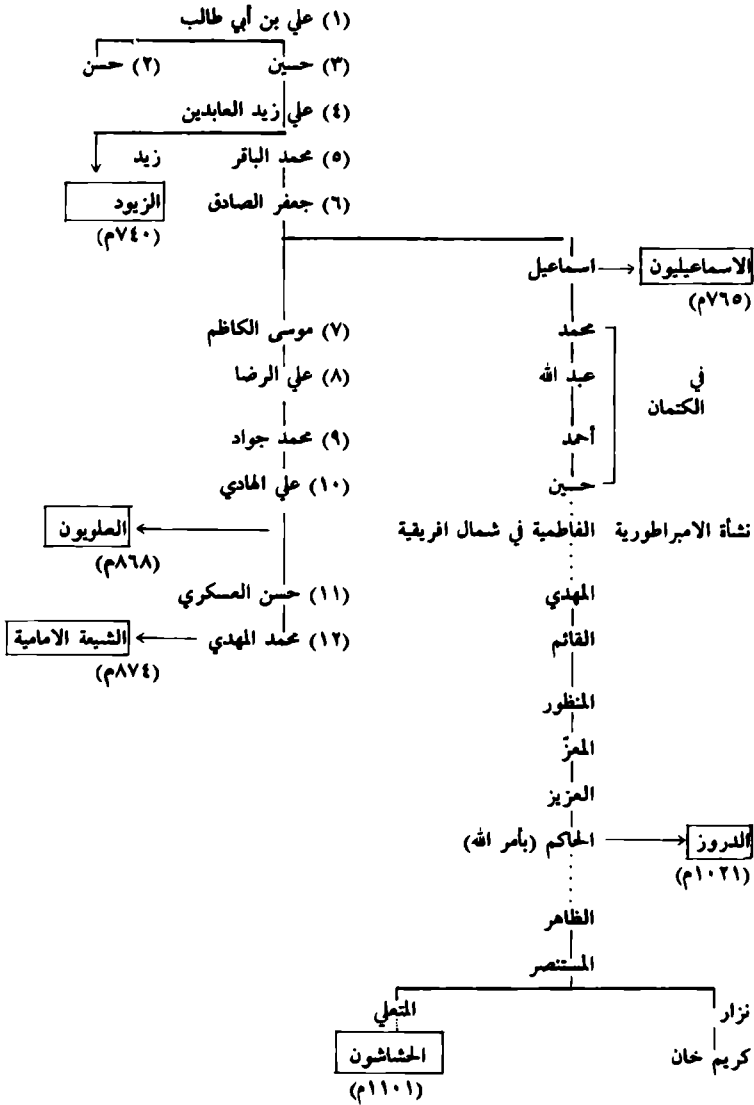 (١) علي بن أبي طالب
(٣) حسين
(٢) حسن
(٤) علي زيد العابدين
(٥) محمد الباقر
زيد
(٦) جعفر الصادق
الزيود
(٧٤٠م)
اسماعيل
الاسماعيليون
(٧٦٥م)
(٧) موسى الكاظم
محمد
(٨) علي الرضا
عبد الله
في
الكتمان
(٩) محمد جواد
أحمد
(١٠) علي الهادي
حسين
العلويون
(٨٦٨م)
نشأة الامبراطورية الفاطمية في شمال افريقية
(١١) حسن العسكري
المهدي
(١٢) محمد المهدي
الشيعة الامامية
(٨٧٤م)
القائم
المنظور
المعزّ
العزيز
الحاكم (بأمر الله)
الدروز
(١٠٢١م)
الظاهر
المستنصر
نزار
المتعلي
كريم خان
الحشاشون
(١١٠١م)